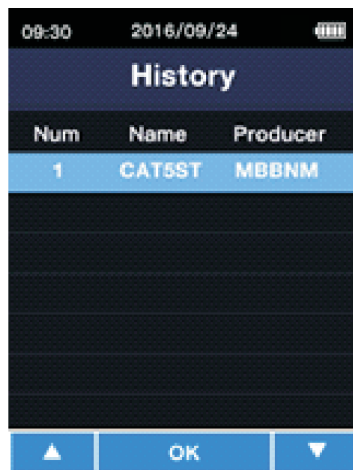 09:30 2016/09/24
History
Num Name Producer
1 CAT5ST MBBNM
OK